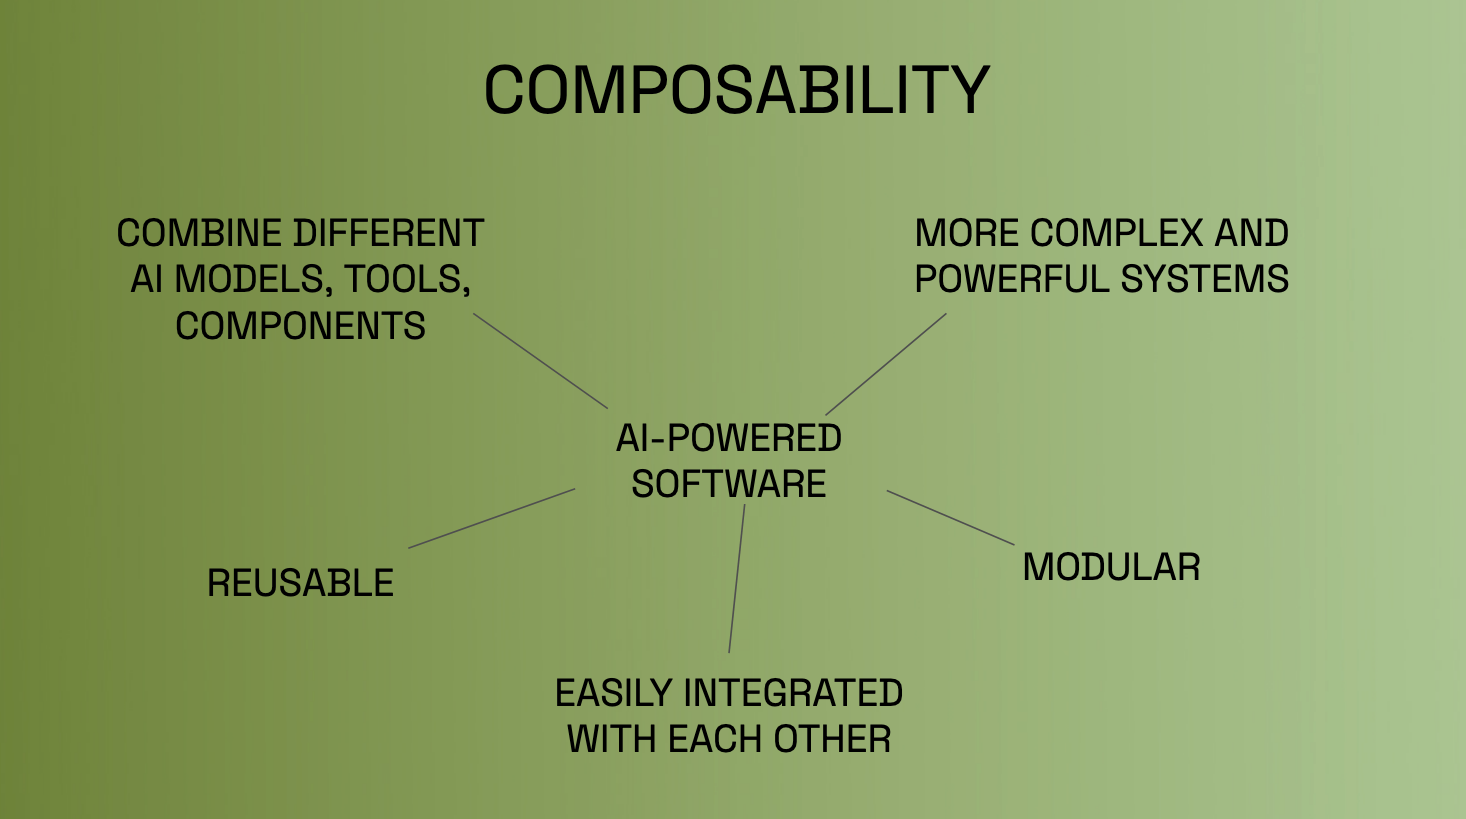 COMPOSABILITY
COMBINE DIFFERENT
AI MODELS, TOOLS,
COMPONENTS
MORE COMPLEX AND
POWERFUL SYSTEMS
AI-POWERED
SOFTWARE
REUSABLE
MODULAR
EASILY INTEGRATED
WITH EACH OTHER